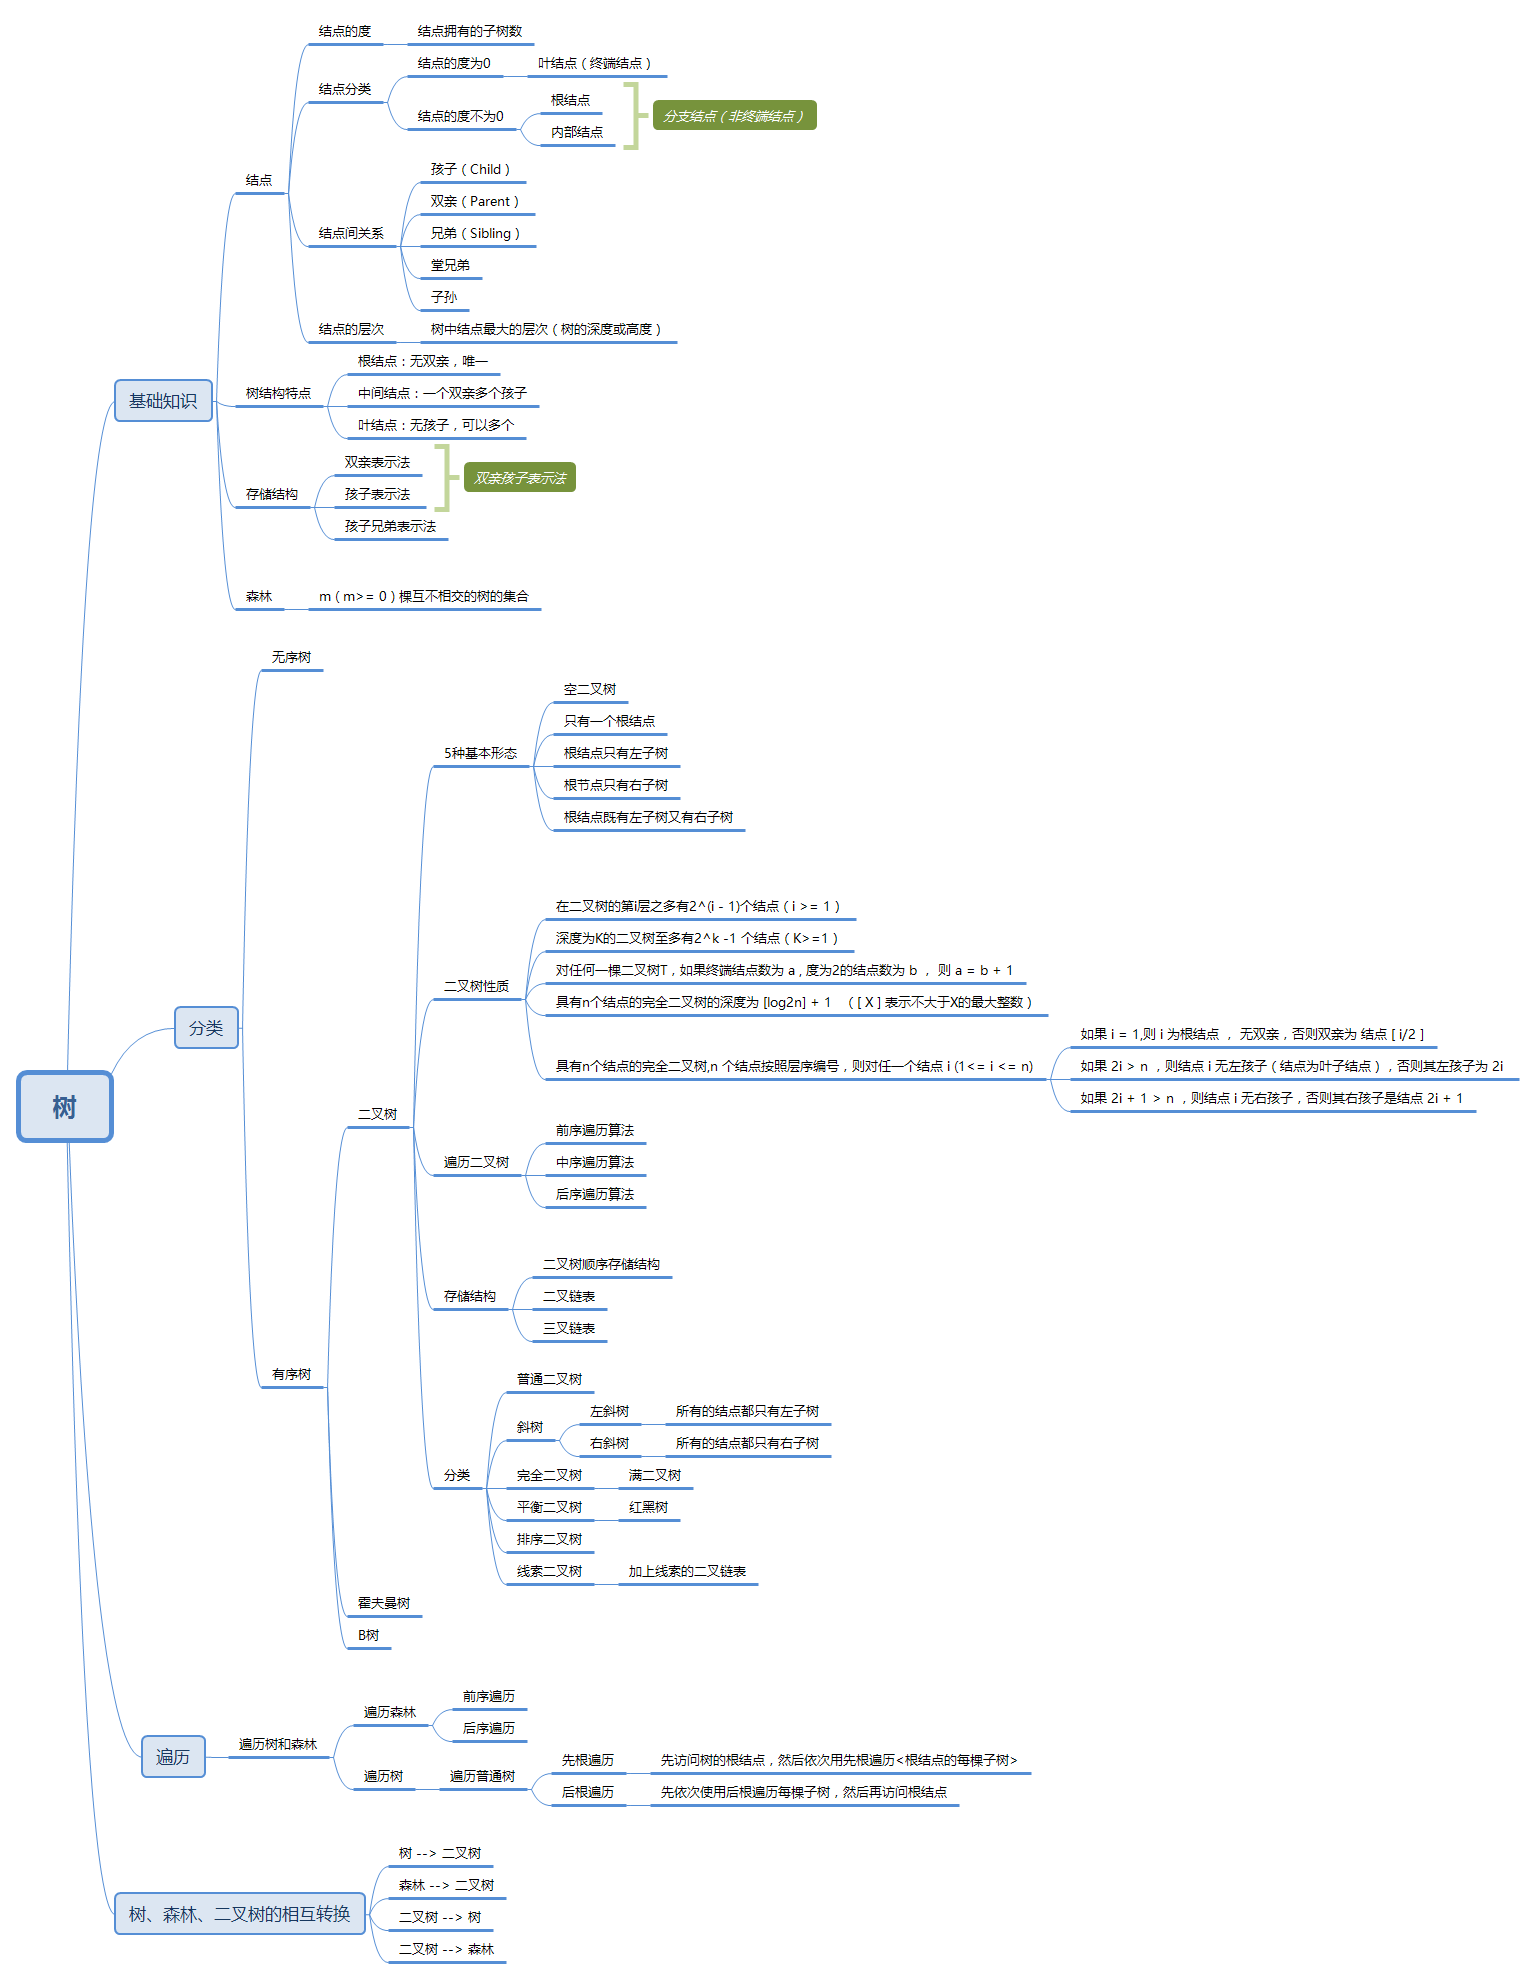 树
基础知识
结点
结点的度
结点拥有的子树数
结点分类
结点的度为0
叶结点（终端结点）
结点的度不为0
根结点
内部结点
分支结点（非终端结点）
结点间关系
孩子（Child）
双亲（Parent）
兄弟（Sibling）
堂兄弟
子孙
结点的层次
树中结点最大的层次（树的深度或高度）
树结构特点
根结点：无双亲，唯一
中间结点：一个双亲多个孩子
叶结点：无孩子，可以多个
存储结构
双亲表示法
孩子表示法
双亲孩子表示法
孩子兄弟表示法
森林
m（m>= 0）棵互不相交的树的集合
分类
无序树
有序树
二叉树
5种基本形态
空二叉树
只有一个根结点
根结点只有左子树
根节点只有右子树
根结点既有左子树又有右子树
二叉树性质
在二叉树的第i层之多有2^(i - 1)个结点（i >= 1）
深度为K的二叉树至多有2^k -1 个结点（K>=1）
对任何一棵二叉树T，如果终端结点数为 a , 度为2的结点数为 b ， 则 a = b + 1
具有n个结点的完全二叉树的深度为 [log2n] + 1 （ [ X ] 表示不大于X的最大整数）
具有n个结点的完全二叉树,n 个结点按照层序编号，则对任一个结点 i (1<= i <= n)
如果 i = 1,则 i 为根结点 ， 无双亲，否则双亲为 结点 [ i/2 ]
如果 2i > n ，则结点 i 无左孩子（结点为叶子结点），否则其左孩子为 2i
如果 2i + 1 > n ，则结点 i 无右孩子，否则其右孩子是结点 2i + 1
遍历二叉树
前序遍历算法
中序遍历算法
后序遍历算法
存储结构
二叉树顺序存储结构
二叉链表
三叉链表
分类
普通二叉树
斜树
左斜树
所有的结点都只有左子树
右斜树
所有的结点都只有右子树
完全二叉树
满二叉树
平衡二叉树
红黑树
排序二叉树
线索二叉树
加上线索的二叉链表
霍夫曼树
B树
遍历
遍历树和森林
遍历森林
前序遍历
后序遍历
遍历树
遍历普通树
先根遍历
先访问树的根结点，然后依次用先根遍历<根结点的每棵子树>
后根遍历
先依次使用后根遍历每棵子树，然后再访问根结点
树、森林、二叉树的相互转换
树 --> 二叉树
森林 --> 二叉树
二叉树 --> 树
二叉树 --> 森林